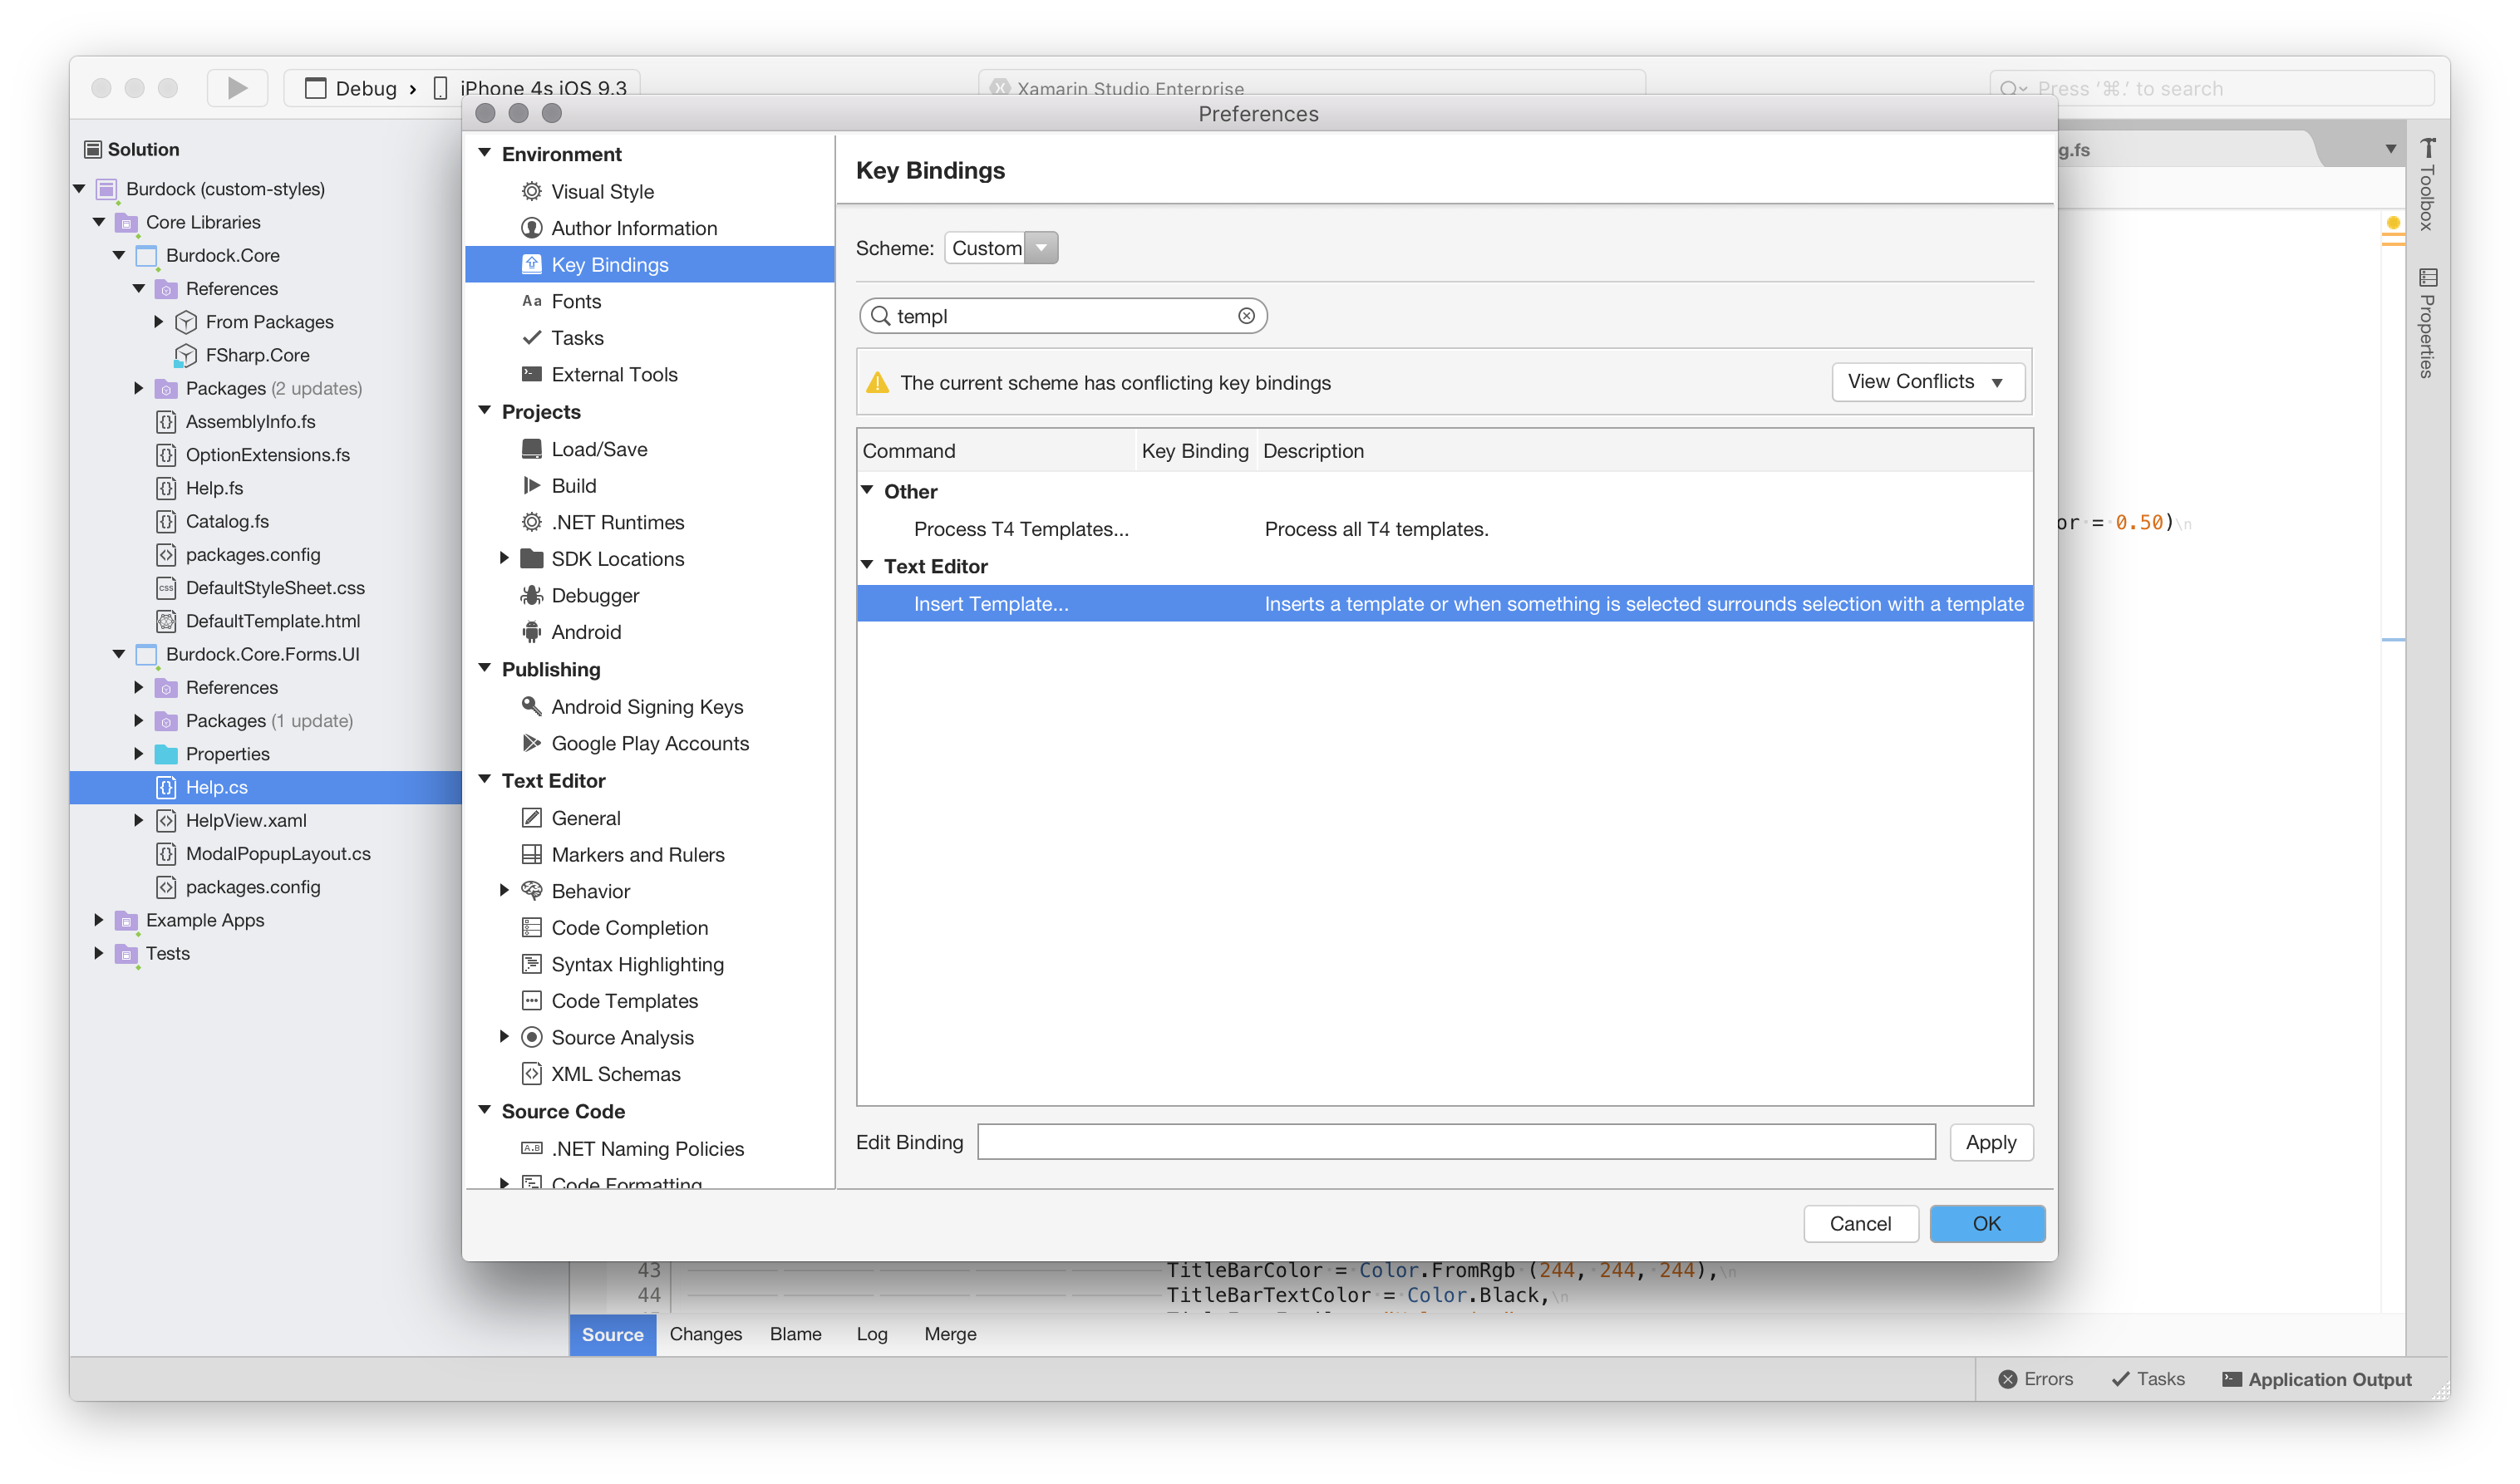 Debug › iPhone 4s iOS 9.3
Xamarin Studio Enterprise
Press ‘⌘.’ to search
Solution
Burdock (custom-styles)
Core Libraries
Burdock.Core
References
From Packages
FSharp.Core
Packages (2 updates)
AssemblyInfo.fs
OptionExtensions.fs
Help.fs
Catalog.fs
packages.config
DefaultStyleSheet.css
DefaultTemplate.html
Burdock.Core.Forms.UI
References
Packages (1 update)
Properties
Help.cs
HelpView.xaml
ModalPopupLayout.cs
packages.config
Example Apps
Tests
Preferences
Environment
Visual Style
Author Information
Key Bindings
Aa Fonts
Tasks
External Tools
Projects
Load/Save
Build
.NET Runtimes
SDK Locations
Debugger
Android
Publishing
Android Signing Keys
Google Play Accounts
Text Editor
General
Markers and Rulers
Behavior
Code Completion
Syntax Highlighting
Code Templates
Source Analysis
XML Schemas
Source Code
.NET Naming Policies
Code Formatting
Key Bindings
Scheme: Custom
templ
The current scheme has conflicting key bindings
View Conflicts
Command Key Binding Description
Other
Process T4 Templates... Process all T4 templates.
Text Editor
Insert Template... Inserts a template or when something is selected surrounds selection with a template
Edit Binding
Apply
Cancel
OK
g.fs
Toolbox
Properties
or = 0.50)\n
43 TitleBarColor = Color.FromRgb (244, 244, 244),\n
44 TitleBarTextColor = Color.Black,\n
Source Changes Blame Log Merge
Errors Tasks Application Output